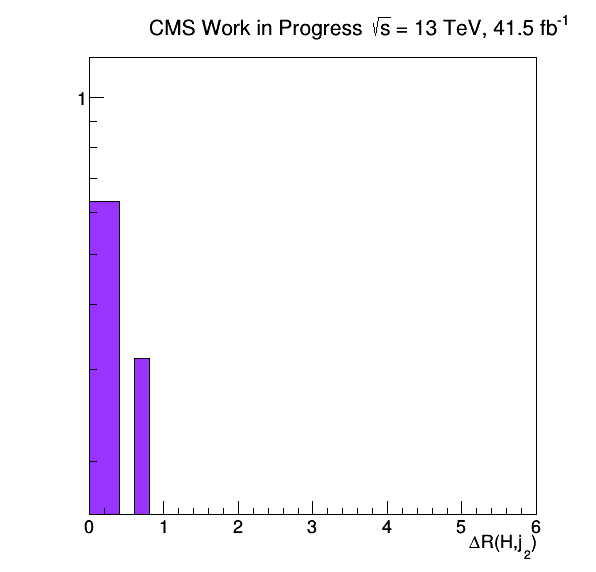 CMS Work in Progress √s = 13 TeV, 41.5 fb⁻¹
1
0 1 2 3 4 5 6
ΔR(H,j₂)